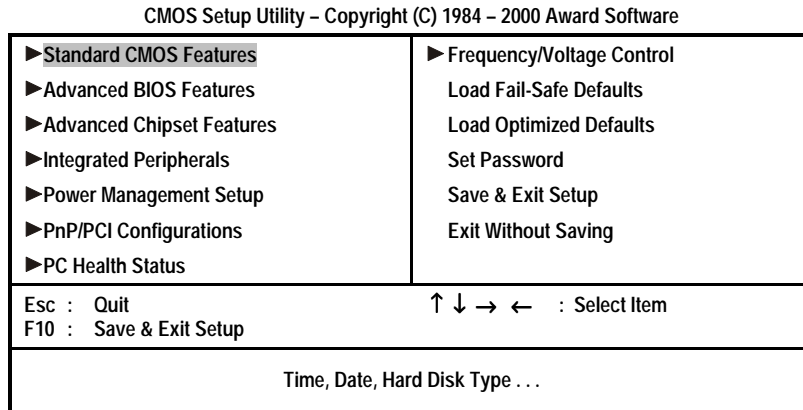 CMOS Setup Utility – Copyright (C) 1984 – 2000 Award Software
►Standard CMOS Features
►Advanced BIOS Features
►Advanced Chipset Features
►Integrated Peripherals
►Power Management Setup
►PnP/PCI Configurations
►PC Health Status
►Frequency/Voltage Control
Load Fail-Safe Defaults
Load Optimized Defaults
Set Password
Save & Exit Setup
Exit Without Saving
Esc : Quit
F10 : Save & Exit Setup
↑ ↓ → ← : Select Item
Time, Date, Hard Disk Type . . .